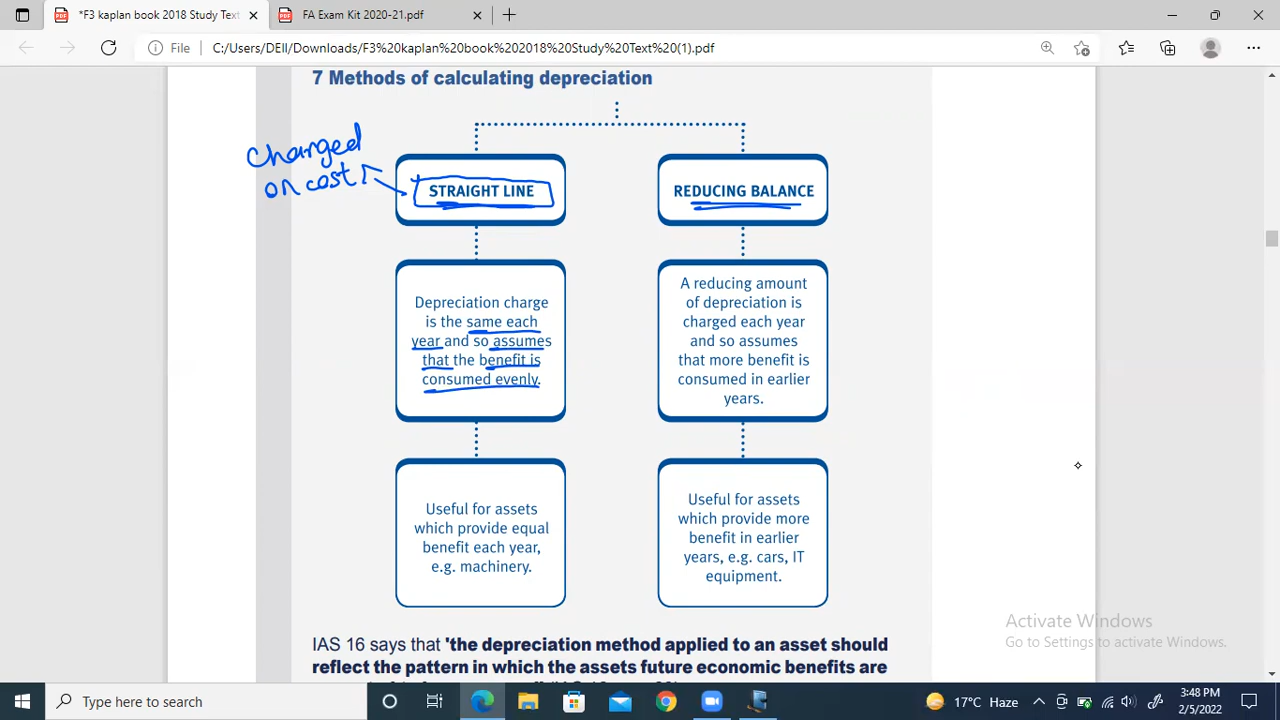 *F3 kaplan book 2018 Study Text
FA Exam Kit 2020-21.pdf
File
C:/Users/DEll/Downloads/F3%20kaplan%20book%202018%20Study%20Text%20(1).pdf
7 Methods of calculating depreciation
Charged
on cost
STRAIGHT LINE
Depreciation charge
is the same each
year and so assumes
that the benefit is
consumed evenly.
Useful for assets
which provide equal
benefit each year,
e.g. machinery.
REDUCING BALANCE
A reducing amount
of depreciation is
charged each year
and so assumes
that more benefit is
consumed in earlier
years.
Useful for assets
which provide more
benefit in earlier
years, e.g. cars, IT
equipment.
IAS 16 says that 'the depreciation method applied to an asset should
reflect the pattern in which the assets future economic benefits are
Activate Windows
Go to Settings to activate Windows.
Type here to search
17°C Haze
3:48 PM
2/5/2022